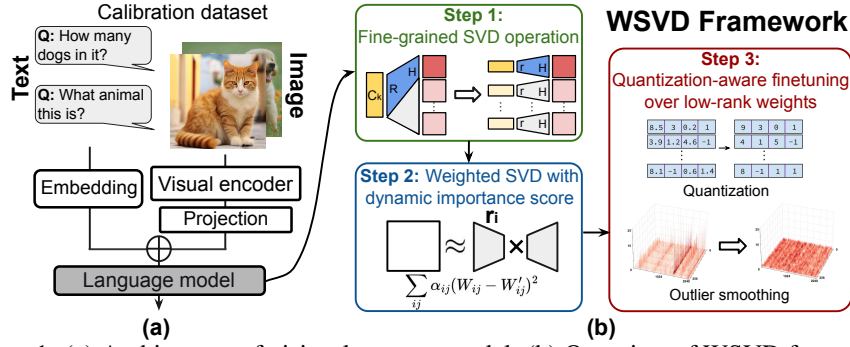 Calibration dataset
Text
Q: How many
dogs in it?
Q: What animal
this is?
Image
Embedding
Visual encoder
Projection
Language model
(a)
WSVD Framework
Step 1:
Fine-grained SVD operation
Ck
R
H
r H
r H
r H
Step 2: Weighted SVD with
dynamic importance score
ri
≈ ×
∑ij αij(Wij − W′ij)²
Step 3:
Quantization-aware finetuning
over low-rank weights
8.5 3 0.2 1
3.9 1.2 4.6 -1
8.1 -1 0.6 1.4
9 3 0 1
4 1 5 -1
8 -1 1 1
Quantization
Outlier smoothing
(b)